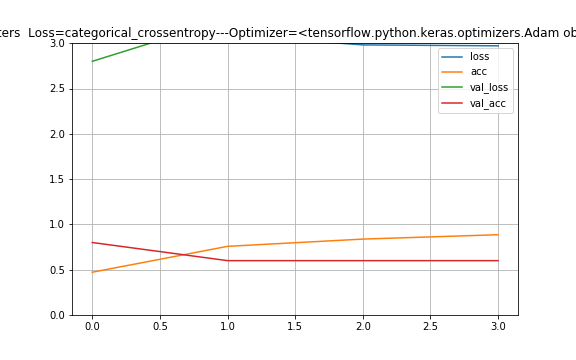 ters Loss=categorical_crossentropy---Optimizer=<tensorflow.python.keras.optimizers.Adam ob
3.0
2.5
2.0
1.5
1.0
0.5
0.0
loss
acc
val_loss
val_acc
0.0 0.5 1.0 1.5 2.0 2.5 3.0